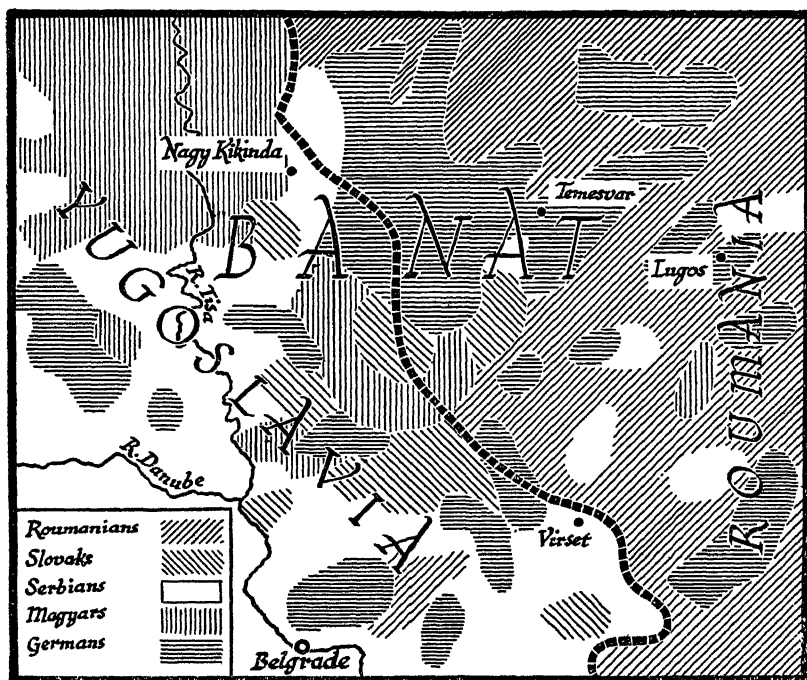 Nagy Kikinda
Temesvar
BANAT
Lugos
YUGOSLAVIA
R. Tisa
ROUMANIA
R. Danube
Virset
Belgrade
Roumanians
Slovaks
Serbians
Magyars
Germans